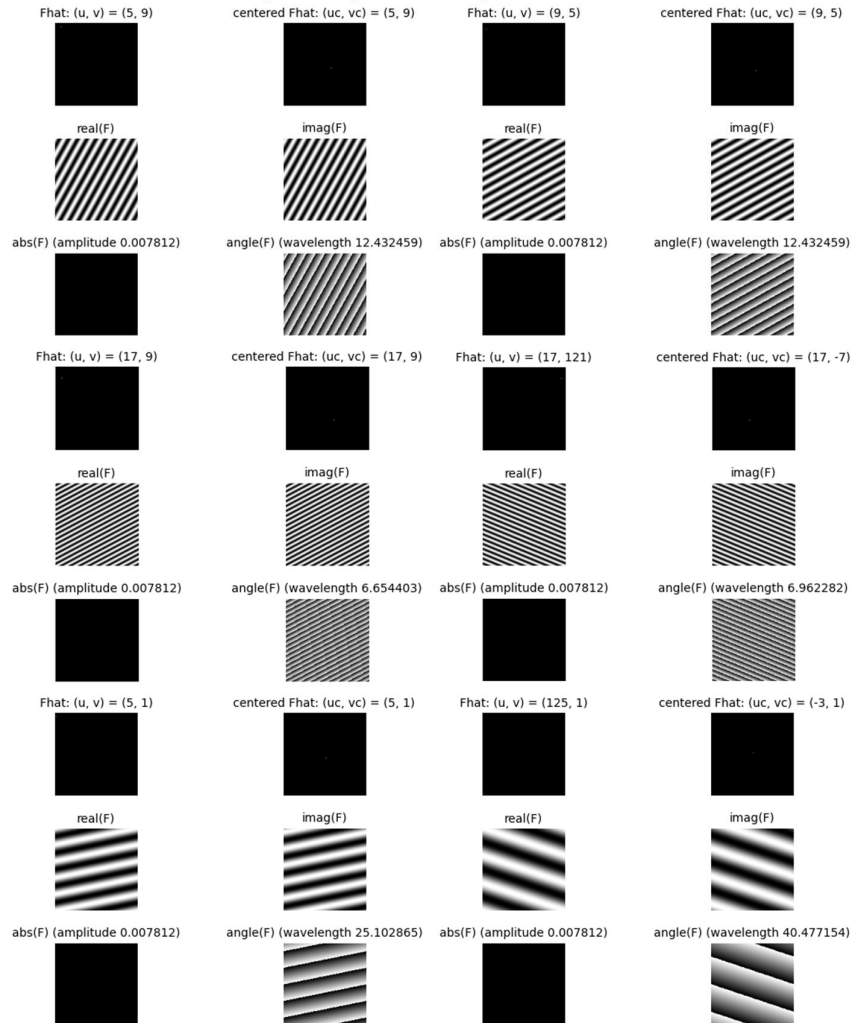 Fhat: (u, v) = (5, 9)
centered Fhat: (uc, vc) = (5, 9)
Fhat: (u, v) = (9, 5)
centered Fhat: (uc, vc) = (9, 5)
real(F)
imag(F)
real(F)
imag(F)
abs(F) (amplitude 0.007812)
angle(F) (wavelength 12.432459)
abs(F) (amplitude 0.007812)
angle(F) (wavelength 12.432459)
Fhat: (u, v) = (17, 9)
centered Fhat: (uc, vc) = (17, 9)
Fhat: (u, v) = (17, 121)
centered Fhat: (uc, vc) = (17, -7)
real(F)
imag(F)
real(F)
imag(F)
abs(F) (amplitude 0.007812)
angle(F) (wavelength 6.654403)
abs(F) (amplitude 0.007812)
angle(F) (wavelength 6.962282)
Fhat: (u, v) = (5, 1)
centered Fhat: (uc, vc) = (5, 1)
Fhat: (u, v) = (125, 1)
centered Fhat: (uc, vc) = (-3, 1)
real(F)
imag(F)
real(F)
imag(F)
abs(F) (amplitude 0.007812)
angle(F) (wavelength 25.102865)
abs(F) (amplitude 0.007812)
angle(F) (wavelength 40.477154)